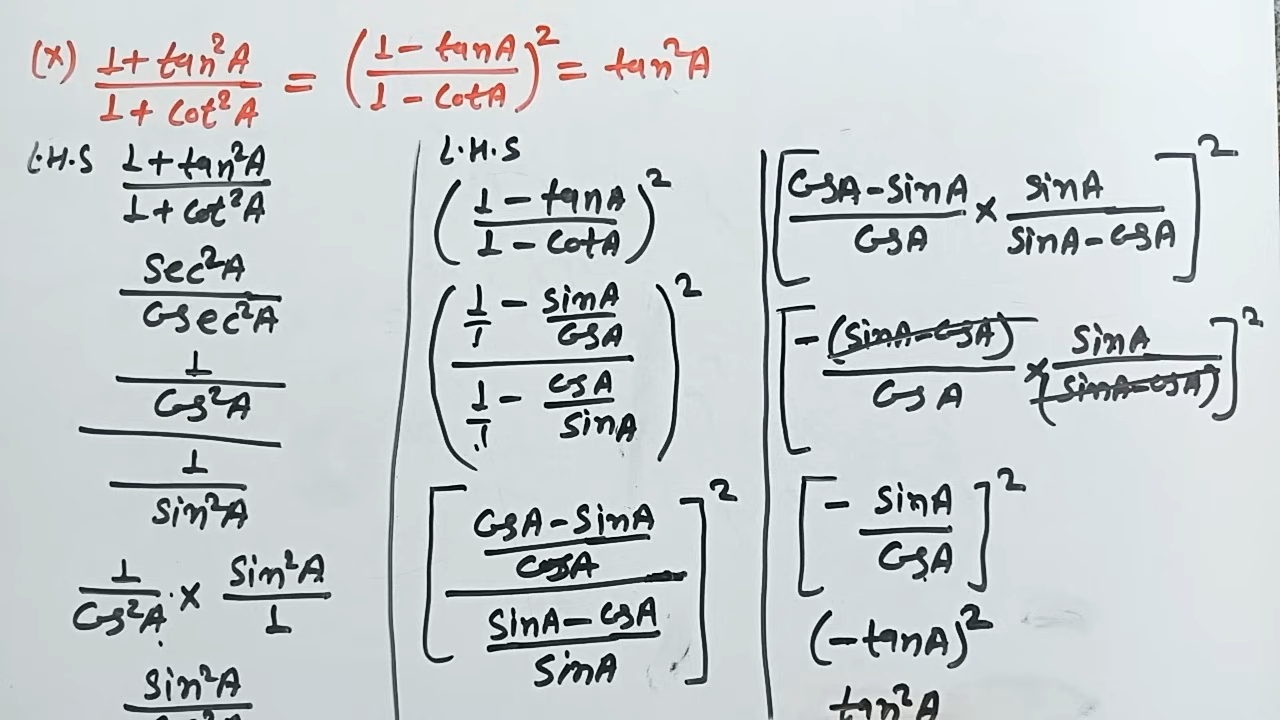 (x) (1 + tan²A)/(1 + cot²A) = ((1 - tanA)/(1 - cotA))² = tan²A
L.H.S (1 + tan²A)/(1 + cot²A)
Sec²A/Cosec²A
(1/Cos²A)/(1/Sin²A)
1/Cos²A × Sin²A/1
Sin²A/Cos²A
L.H.S
((1 - tanA)/(1 - cotA))²
((1/1 - sinA/CosA)/(1/1 - CosA/sinA))²
[((CosA - SinA)/CosA)/((SinA - CosA)/SinA)]²
[(CosA - SinA)/CosA × SinA/(SinA - CosA)]²
[-(SinA - CosA)/CosA × SinA/(SinA - CosA)]²
[- SinA/CosA]²
(-tanA)²
tan²A